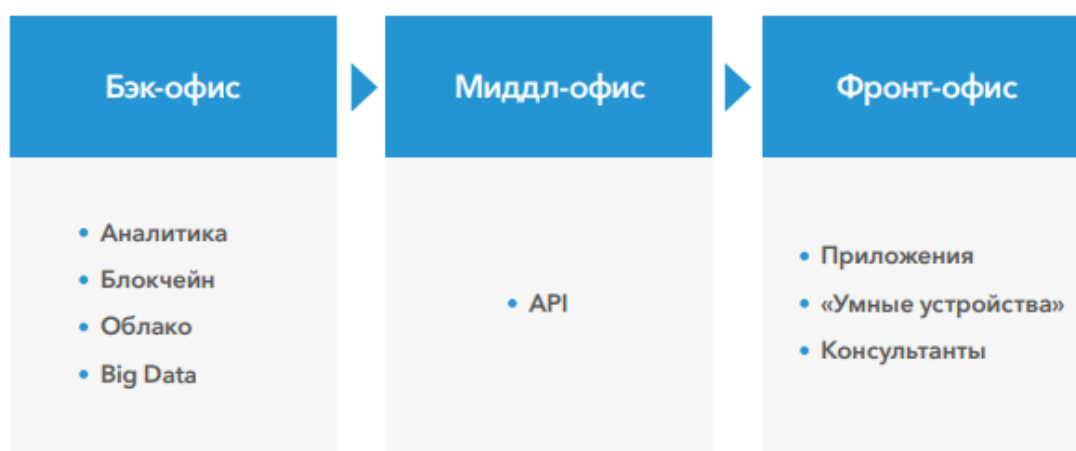 Бэк-офис
Аналитика
Блокчейн
Облако
Big Data
Миддл-офис
API
Фронт-офис
Приложения
«Умные устройства»
Консультанты